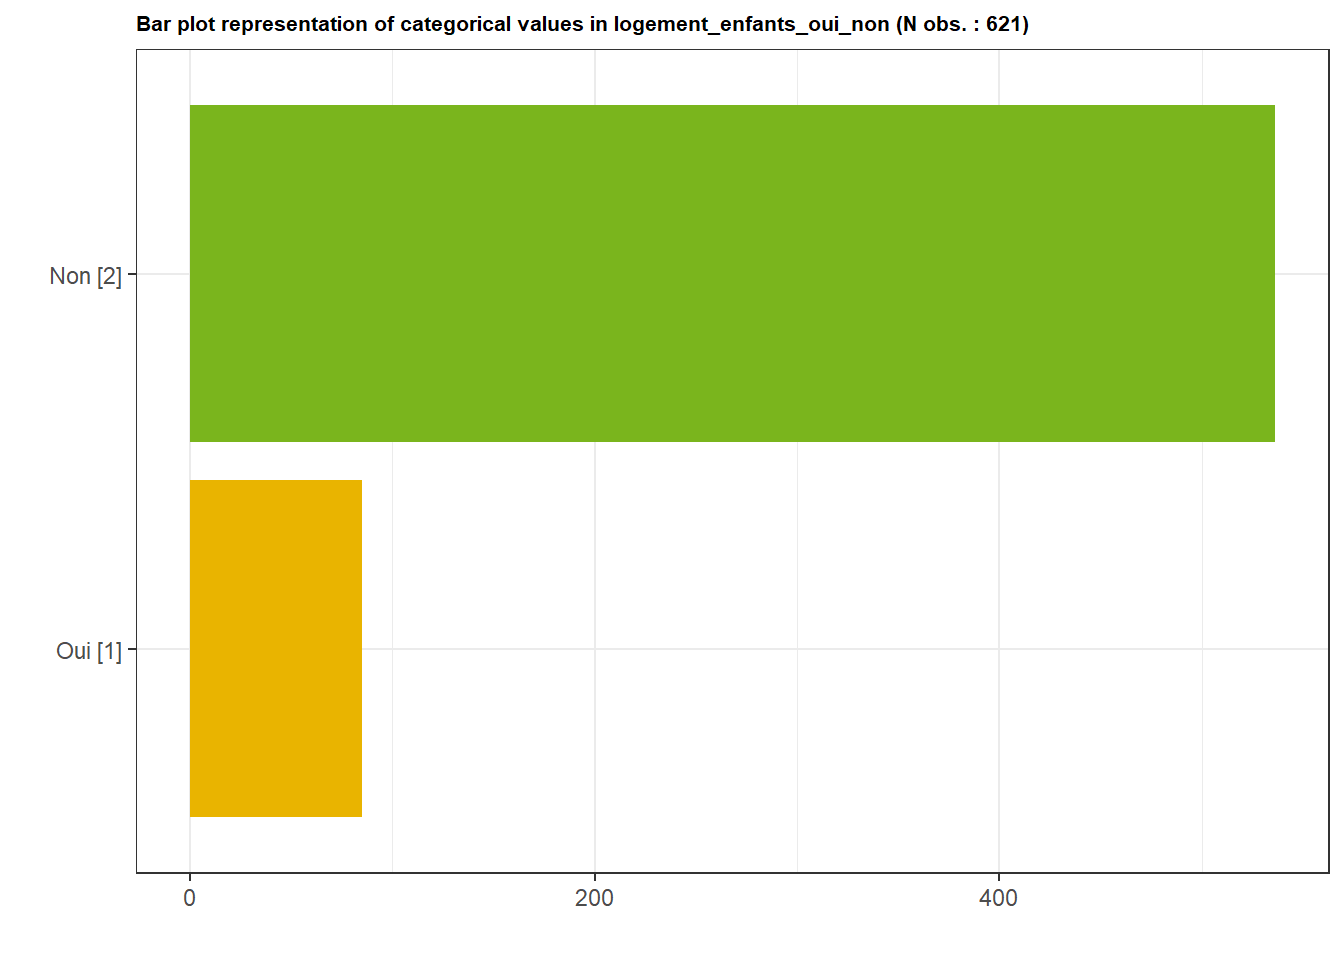 Bar plot representation of categorical values in logement_enfants_oui_non (N obs. : 621)
Non [2]
Oui [1]
0 200 400